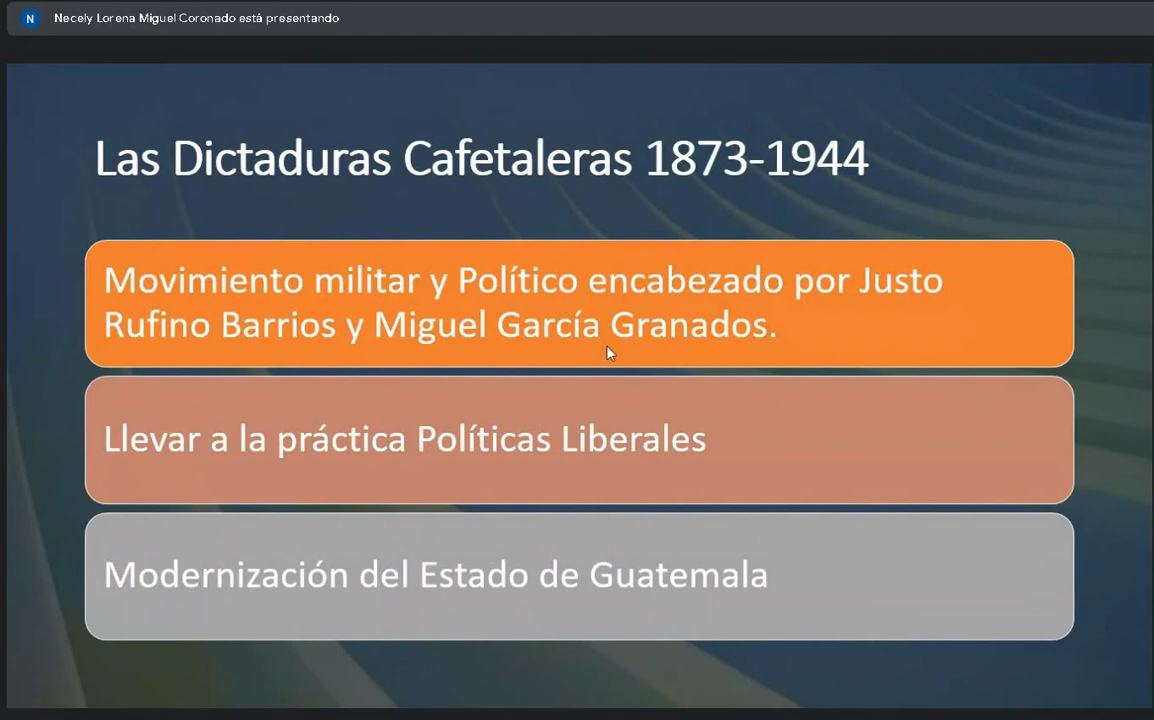 N
Necely Lorena Miguel Coronado está presentando
Las Dictaduras Cafetaleras 1873-1944
Movimiento militar y Político encabezado por Justo
Rufino Barrios y Miguel García Granados.
Llevar a la práctica Políticas Liberales
Modernización del Estado de Guatemala